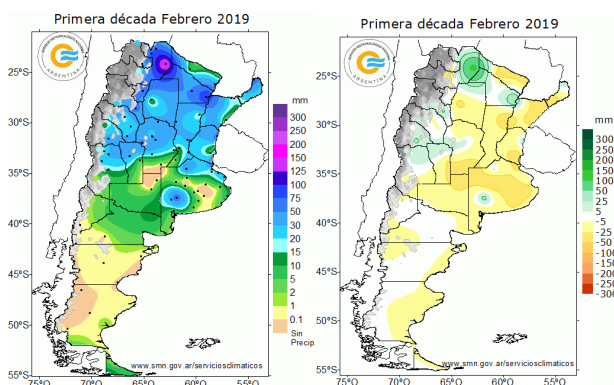 Primera década Febrero 2019
ARGENTINA
25°S
30°S
35°S
40°S
45°S
50°S
55°S
75°O
70°O
65°O
60°O
55°O
mm
300
250
200
150
125
100
75
50
30
20
15
10
5
2
1
0.1
Sin
Precip.
www.smn.gov.ar/serviciosclimaticos
Primera década Febrero 2019
ARGENTINA
25°S
30°S
35°S
40°S
45°S
50°S
55°S
75°O
70°O
65°O
60°O
55°O
mm
300
250
200
150
100
50
25
5
-5
-25
-50
-100
-150
-200
-250
-300
www.smn.gov.ar/serviciosclimaticos